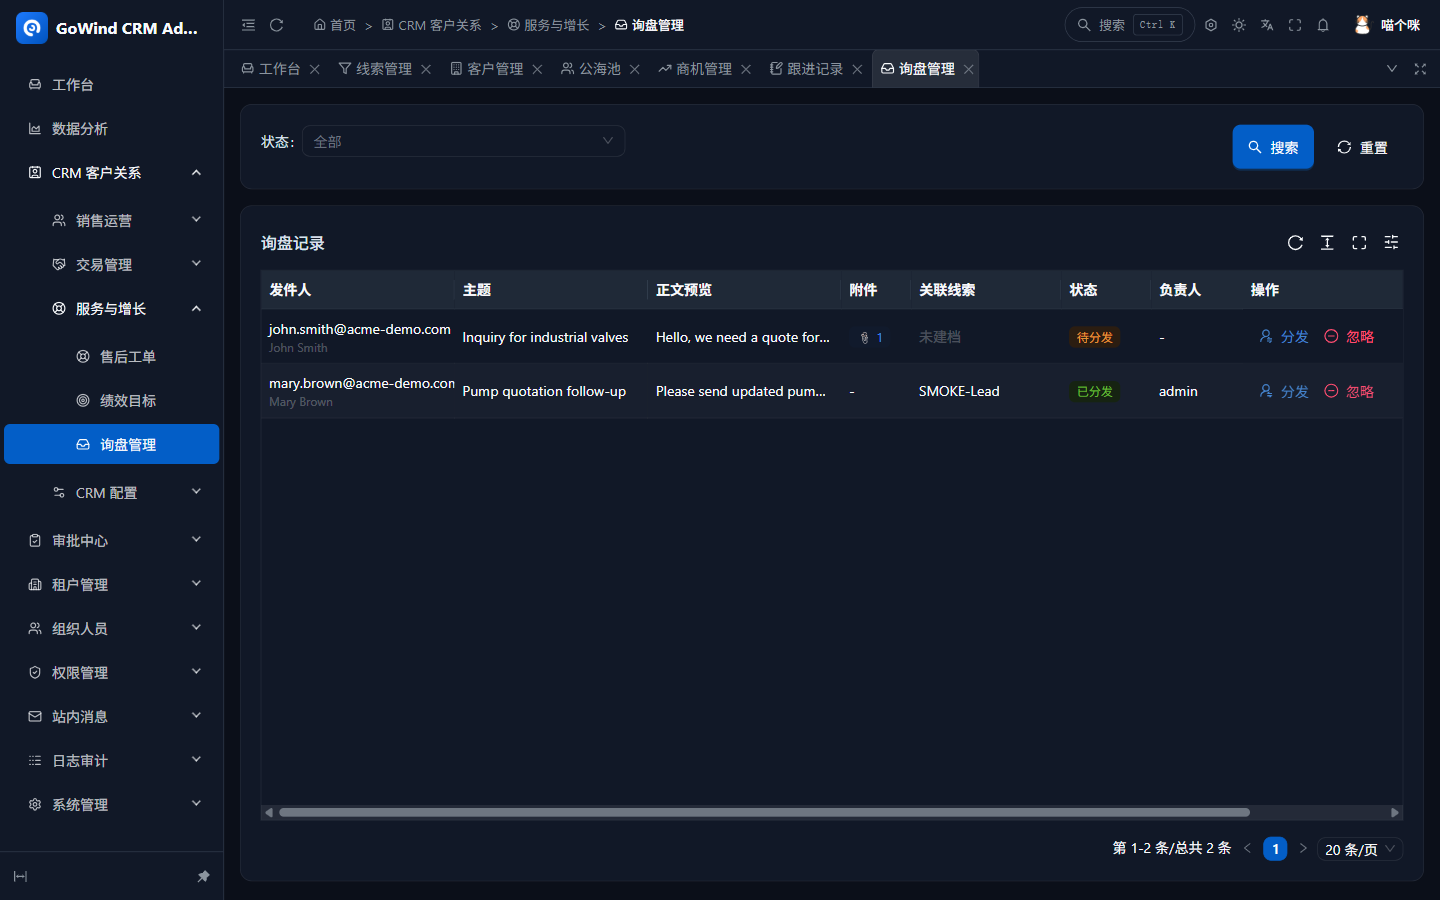 GoWind CRM Ad...
工作台
数据分析
CRM 客户关系
销售运营
交易管理
服务与增长
售后工单
绩效目标
询盘管理
CRM 配置
审批中心
租户管理
组织人员
权限管理
站内消息
日志审计
系统管理
首页 > CRM 客户关系 > 服务与增长 > 询盘管理
搜索 Ctrl K
喵个咪
工作台 线索管理 客户管理 公海池 商机管理 跟进记录 询盘管理
状态: 全部
搜索 重置
询盘记录
发件人 主题 正文预览 附件 关联线索 状态 负责人 操作
john.smith@acme-demo.com Inquiry for industrial valves Hello, we need a quote for... 1 未建档 待分发 - 分发 忽略
John Smith
mary.brown@acme-demo.com Pump quotation follow-up Please send updated pum... - SMOKE-Lead 已分发 admin 分发 忽略
Mary Brown
第 1-2 条/总共 2 条 < 1 > 20 条/页